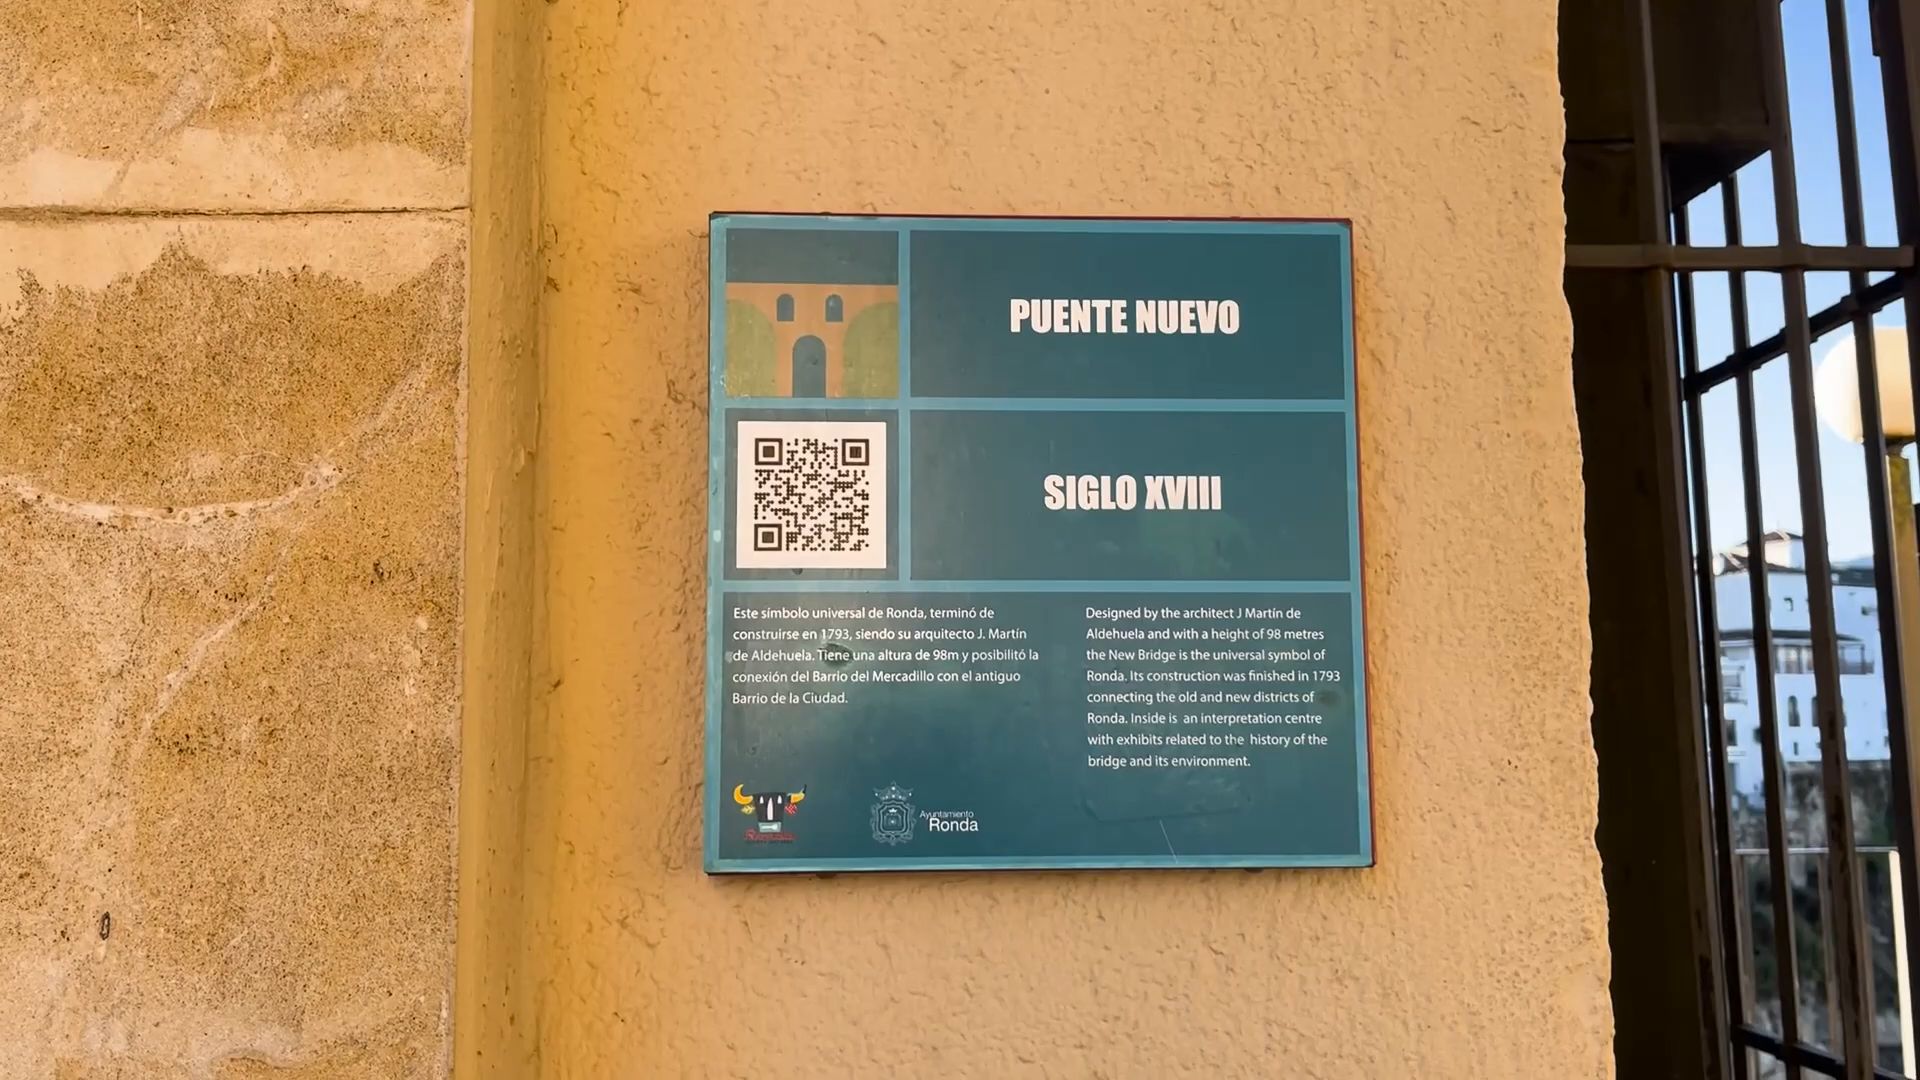 PUENTE NUEVO
SIGLO XVIII
Este símbolo universal de Ronda, terminó de
construirse en 1793, siendo su arquitecto J. Martín
de Aldehuela. Tiene una altura de 98m y posibilitó la
conexión del Barrio del Mercadillo con el antiguo
Barrio de la Ciudad.
Designed by the architect J Martín de
Aldehuela and with a height of 98 metres
the New Bridge is the universal symbol of
Ronda. Its construction was finished in 1793
connecting the old and new districts of
Ronda. Inside is an interpretation centre
with exhibits related to the history of the
bridge and its environment.
Ayuntamiento
Ronda